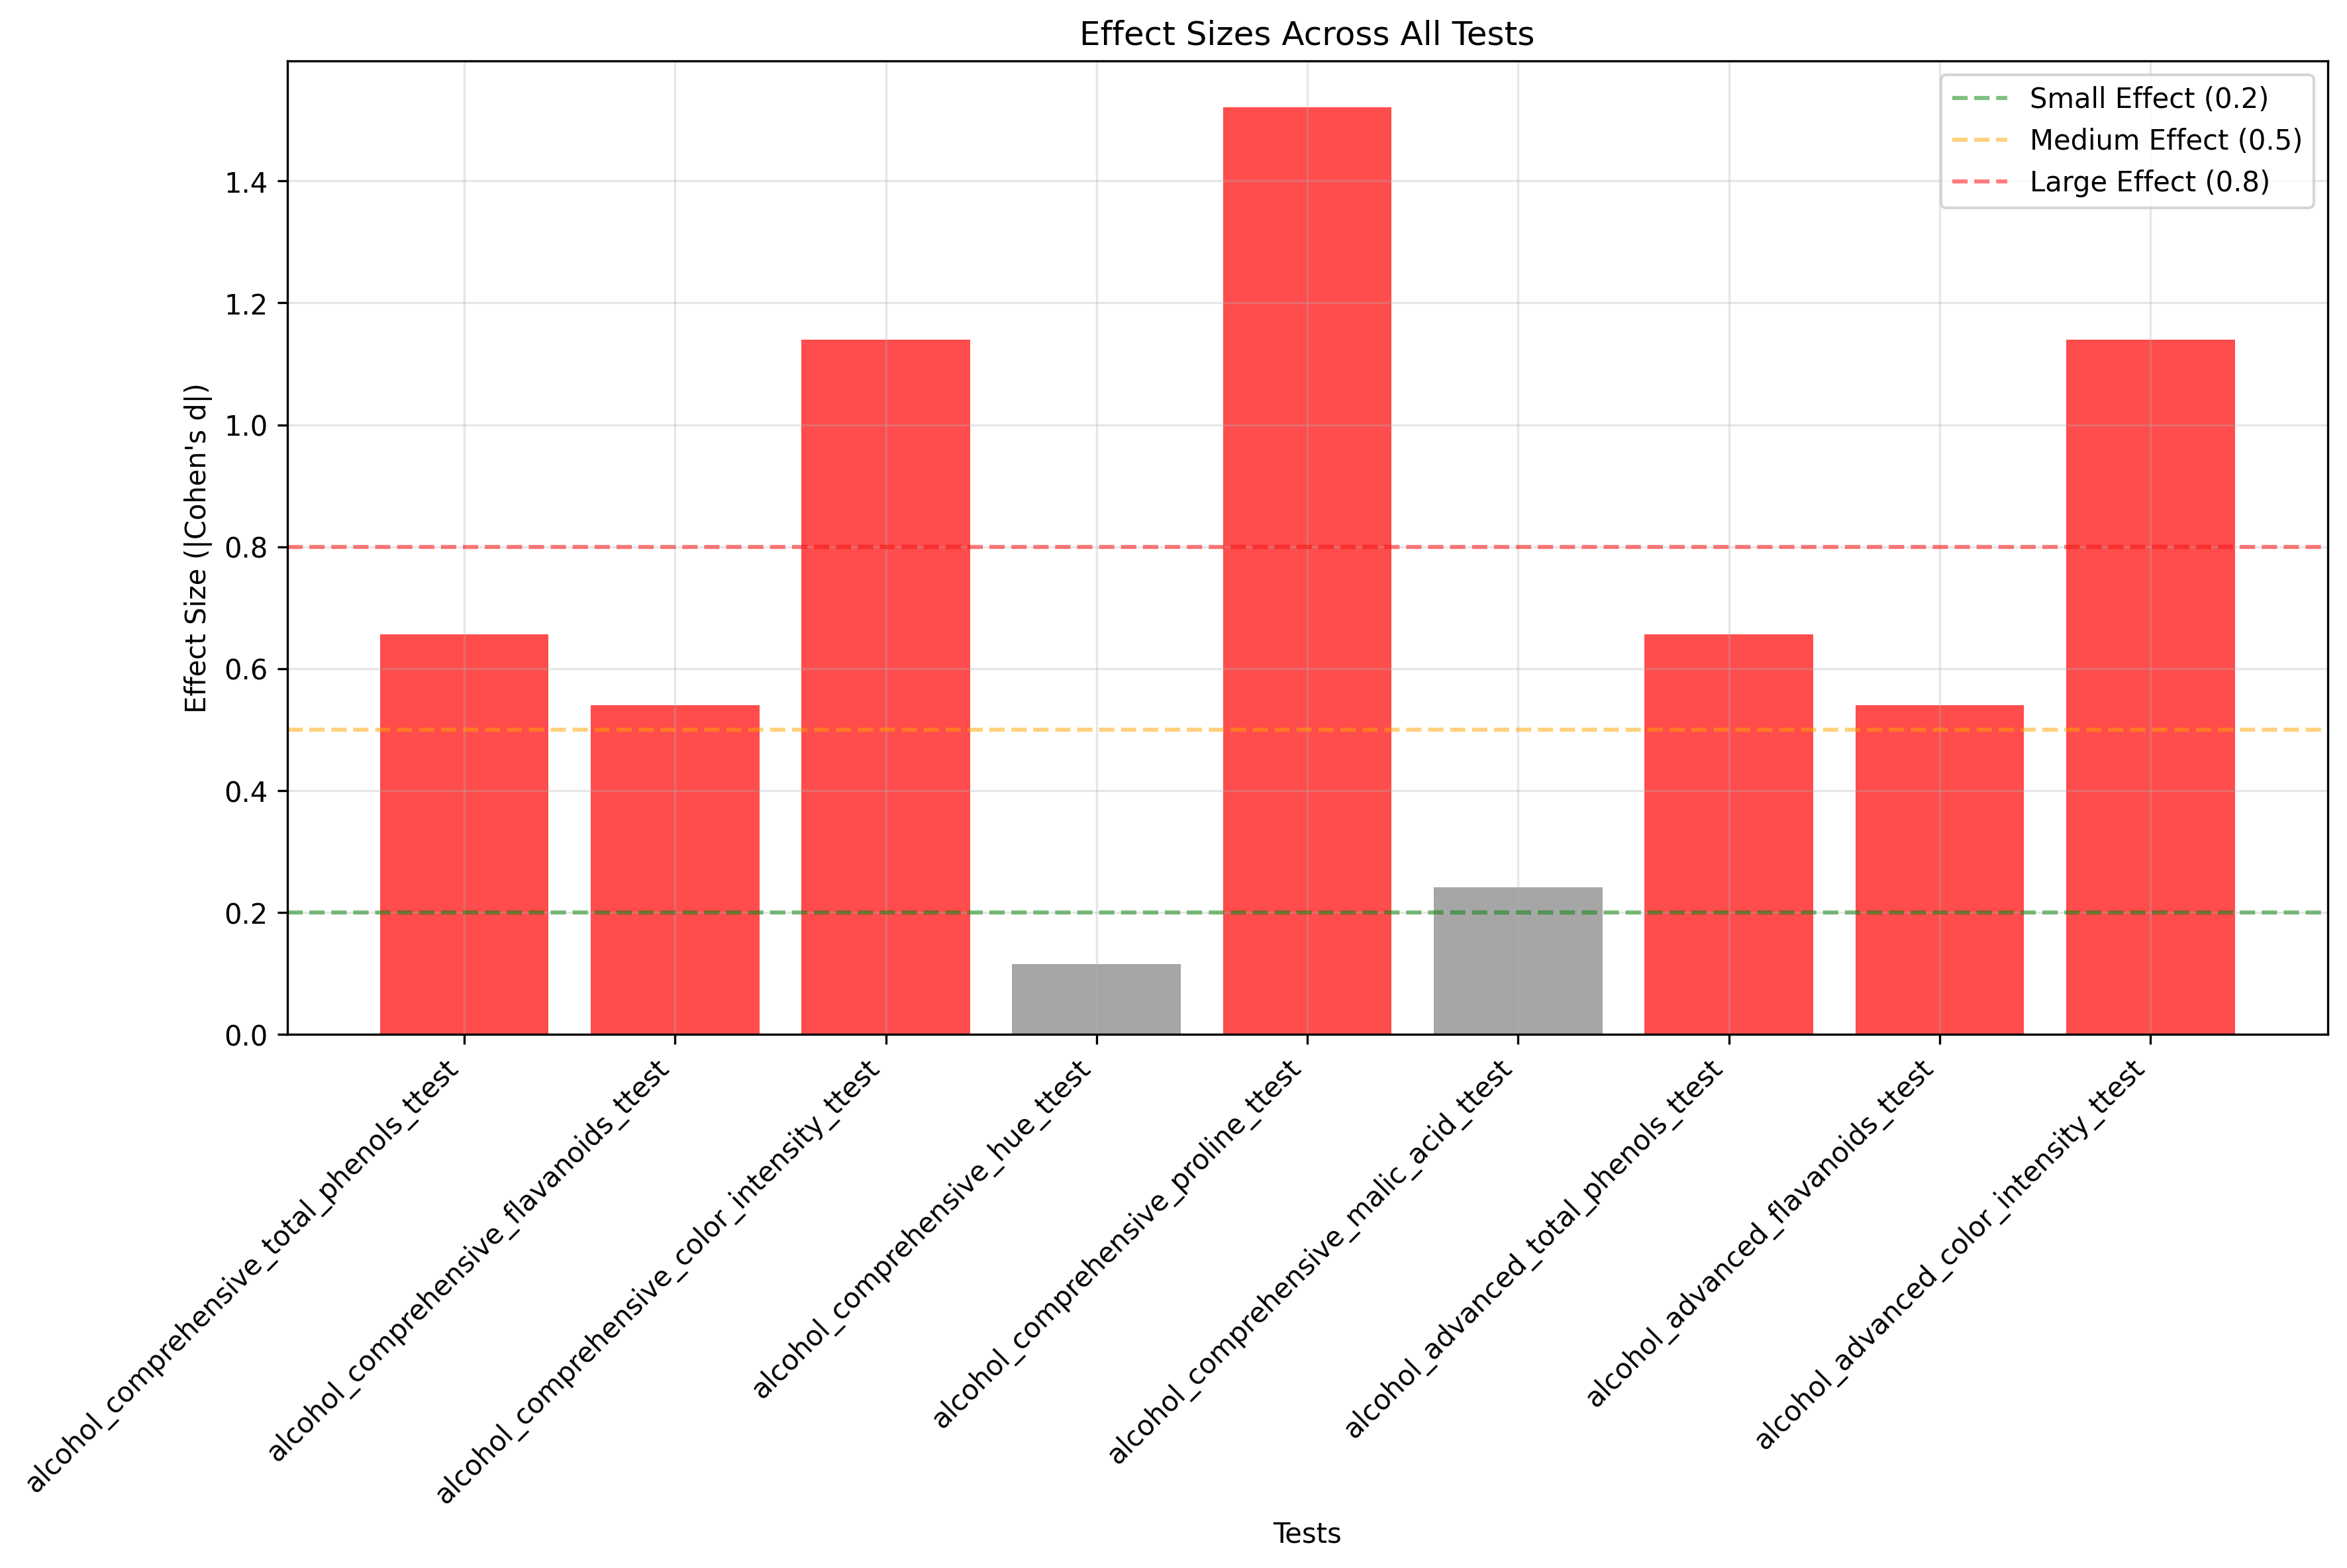 Effect Sizes Across All Tests
Small Effect (0.2)
Medium Effect (0.5)
Large Effect (0.8)
Effect Size (|Cohen's d|)
1.4
1.2
1.0
0.8
0.6
0.4
0.2
0.0
alcohol_comprehensive_total_phenols_ttest
alcohol_comprehensive_flavanoids_ttest
alcohol_comprehensive_color_intensity_ttest
alcohol_comprehensive_hue_ttest
alcohol_comprehensive_proline_ttest
alcohol_comprehensive_malic_acid_ttest
alcohol_advanced_total_phenols_ttest
alcohol_advanced_flavanoids_ttest
alcohol_advanced_color_intensity_ttest
Tests